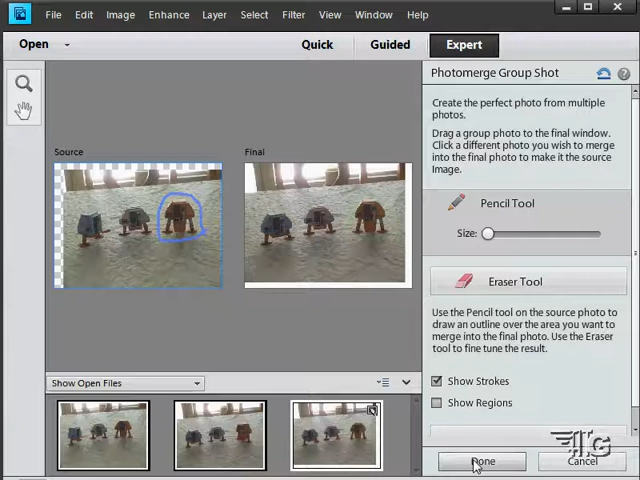 File Edit Image Enhance Layer Select Filter View Window Help
Open Quick Guided Expert
Photomerge Group Shot
Create the perfect photo from multiple
photos.
Drag a group photo to the final window.
Click a different photo you wish to merge
into the final photo to make it the source
Image.
Source Final
Pencil Tool
Size:
Eraser Tool
Use the Pencil tool on the source photo to
draw an outline over the area you want to
merge into the final photo. Use the Eraser
tool to fine tune the result.
Show Strokes
Show Regions
Show Open Files
Done Cancel